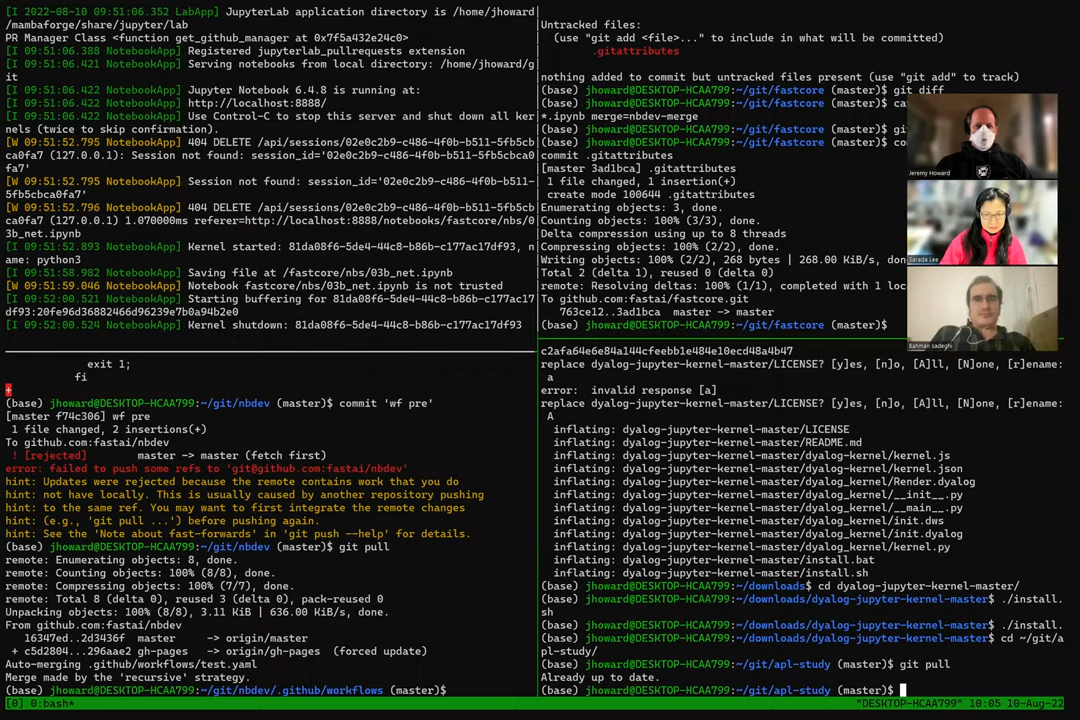 [I 2022-08-10 09:51:06.352 LabApp] JupyterLab application directory is /home/jhoward
/mambaforge/share/jupyter/lab
PR Manager Class <function get_github_manager at 0x7f5a432e24c0>
[I 09:51:06.388 NotebookApp] Registered jupyterlab_pullrequests extension
[I 09:51:06.421 NotebookApp] Serving notebooks from local directory: /home/jhoward/g
it
[I 09:51:06.422 NotebookApp] Jupyter Notebook 6.4.8 is running at:
[I 09:51:06.422 NotebookApp] http://localhost:8888/
[I 09:51:06.422 NotebookApp] Use Control-C to stop this server and shut down all ker
nels (twice to skip confirmation).
[W 09:51:52.795 NotebookApp] 404 DELETE /api/sessions/02e0c2b9-c486-4f0b-b511-5fb5cb
ca0fa7 (127.0.0.1): Session not found: session_id='02e0c2b9-c486-4f0b-b511-5fb5cbca0
fa7'
[W 09:51:52.795 NotebookApp] Session not found: session_id='02e0c2b9-c486-4f0b-b511-
5fb5cbca0fa7'
[W 09:51:52.796 NotebookApp] 404 DELETE /api/sessions/02e0c2b9-c486-4f0b-b511-5fb5cb
ca0fa7 (127.0.0.1) 1.070000ms referer=http://localhost:8888/notebooks/fastcore/nbs/0
3b_net.ipynb
[I 09:51:52.893 NotebookApp] Kernel started: 81da08f6-5de4-44c8-b86b-c177ac17df93, n
ame: python3
[I 09:51:58.982 NotebookApp] Saving file at /fastcore/nbs/03b_net.ipynb
[W 09:51:59.046 NotebookApp] Notebook fastcore/nbs/03b_net.ipynb is not trusted
[I 09:52:00.521 NotebookApp] Starting buffering for 81da08f6-5de4-44c8-b86b-c177ac17
df93:20fe96d36882466d96239e7b0a94b2e0
[I 09:52:00.524 NotebookApp] Kernel shutdown: 81da08f6-5de4-44c8-b86b-c177ac17df93
Untracked files:
(use "git add <file>..." to include in what will be committed)
.gitattributes
nothing added to commit but untracked files present (use "git add" to track)
(base) jhoward@DESKTOP-HCAA799:~/git/fastcore (master)$ git diff
(base) jhoward@DESKTOP-HCAA799:~/git/fastcore (master)$ ca
*.ipynb merge=nbdev-merge
(base) jhoward@DESKTOP-HCAA799:~/git/fastcore (master)$ gi
(base) jhoward@DESKTOP-HCAA799:~/git/fastcore (master)$ co
commit .gitattributes
[master 3ad1bca] .gitattributes
1 file changed, 1 insertion(+)
create mode 100644 .gitattributes
Enumerating objects: 3, done.
Counting objects: 100% (3/3), done.
Delta compression using up to 8 threads
Compressing objects: 100% (2/2), done.
Writing objects: 100% (2/2), 268 bytes | 268.00 KiB/s, don
Total 2 (delta 1), reused 0 (delta 0)
remote: Resolving deltas: 100% (1/1), completed with 1 loc
To github.com:fastai/fastcore.git
763ce12..3ad1bca master -> master
(base) jhoward@DESKTOP-HCAA799:~/git/fastcore (master)$
Jeremy Howard
Sarada Lee
Bahman sadeghi
exit 1;
fi
+
(base) jhoward@DESKTOP-HCAA799:~/git/nbdev (master)$ commit 'wf pre'
[master f74c306] wf pre
1 file changed, 2 insertions(+)
To github.com:fastai/nbdev
! [rejected] master -> master (fetch first)
error: failed to push some refs to 'git@github.com:fastai/nbdev'
hint: Updates were rejected because the remote contains work that you do
hint: not have locally. This is usually caused by another repository pushing
hint: to the same ref. You may want to first integrate the remote changes
hint: (e.g., 'git pull ...') before pushing again.
hint: See the 'Note about fast-forwards' in 'git push --help' for details.
(base) jhoward@DESKTOP-HCAA799:~/git/nbdev (master)$ git pull
remote: Enumerating objects: 8, done.
remote: Counting objects: 100% (8/8), done.
remote: Compressing objects: 100% (7/7), done.
remote: Total 8 (delta 0), reused 3 (delta 0), pack-reused 0
Unpacking objects: 100% (8/8), 3.11 KiB | 636.00 KiB/s, done.
From github.com:fastai/nbdev
16347ed..2d3436f master -> origin/master
+ c5d2804...296aae2 gh-pages -> origin/gh-pages (forced update)
Auto-merging .github/workflows/test.yaml
Merge made by the 'recursive' strategy.
(base) jhoward@DESKTOP-HCAA799:~/git/nbdev/.github/workflows (master)$
c2afa64e6e84a144cfeebb1e484e10ecd48a4b47
replace dyalog-jupyter-kernel-master/LICENSE? [y]es, [n]o, [A]ll, [N]one, [r]ename:
a
error: invalid response [a]
replace dyalog-jupyter-kernel-master/LICENSE? [y]es, [n]o, [A]ll, [N]one, [r]ename:
A
inflating: dyalog-jupyter-kernel-master/LICENSE
inflating: dyalog-jupyter-kernel-master/README.md
inflating: dyalog-jupyter-kernel-master/dyalog-kernel/kernel.js
inflating: dyalog-jupyter-kernel-master/dyalog-kernel/kernel.json
inflating: dyalog-jupyter-kernel-master/dyalog_kernel/Render.dyalog
inflating: dyalog-jupyter-kernel-master/dyalog_kernel/__init__.py
inflating: dyalog-jupyter-kernel-master/dyalog_kernel/__main__.py
inflating: dyalog-jupyter-kernel-master/dyalog_kernel/init.dws
inflating: dyalog-jupyter-kernel-master/dyalog_kernel/init.dyalog
inflating: dyalog-jupyter-kernel-master/dyalog_kernel/kernel.py
inflating: dyalog-jupyter-kernel-master/install.bat
inflating: dyalog-jupyter-kernel-master/install.sh
(base) jhoward@DESKTOP-HCAA799:~/downloads$ cd dyalog-jupyter-kernel-master/
(base) jhoward@DESKTOP-HCAA799:~/downloads/dyalog-jupyter-kernel-master$ ./install.
sh
(base) jhoward@DESKTOP-HCAA799:~/downloads/dyalog-jupyter-kernel-master$ ./install.
(base) jhoward@DESKTOP-HCAA799:~/downloads/dyalog-jupyter-kernel-master$ cd ~/git/a
pl-study/
(base) jhoward@DESKTOP-HCAA799:~/git/apl-study (master)$ git pull
Already up to date.
(base) jhoward@DESKTOP-HCAA799:~/git/apl-study (master)$
[0] 0:bash*
"DESKTOP-HCAA799" 10:05 10-Aug-22